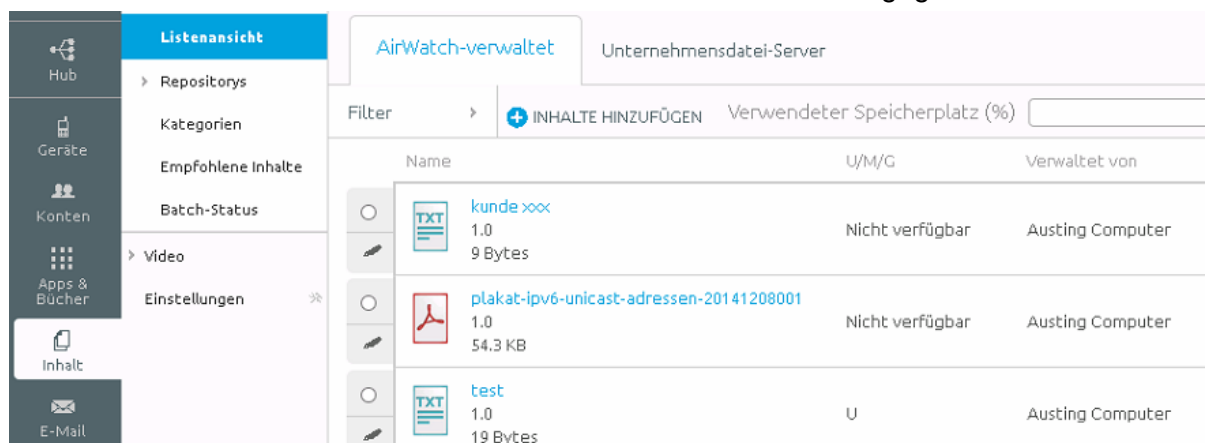 Hub
Geräte
Konten
Apps &
Bücher
Inhalt
E-Mail
Listenansicht
Repositorys
Kategorien
Empfohlene Inhalte
Batch-Status
Video
Einstellungen
AirWatch-verwaltet Unternehmensdatei-Server
Filter INHALTE HINZUFÜGEN Verwendeter Speicherplatz (%)
Name U/M/G Verwaltet von
TXT kunde xxx
1.0 Nicht verfügbar Austing Computer
9 Bytes
plakat-ipv6-unicast-adressen-20141208001
1.0 Nicht verfügbar Austing Computer
54.3 KB
TXT test
1.0 U Austing Computer
19 Bytes